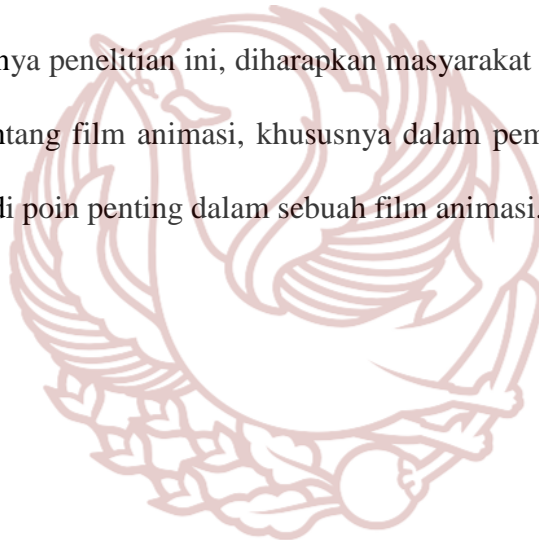 nya penelitian ini, diharapkan masyarakat
ntang film animasi, khususnya dalam pem
di poin penting dalam sebuah film animasi.